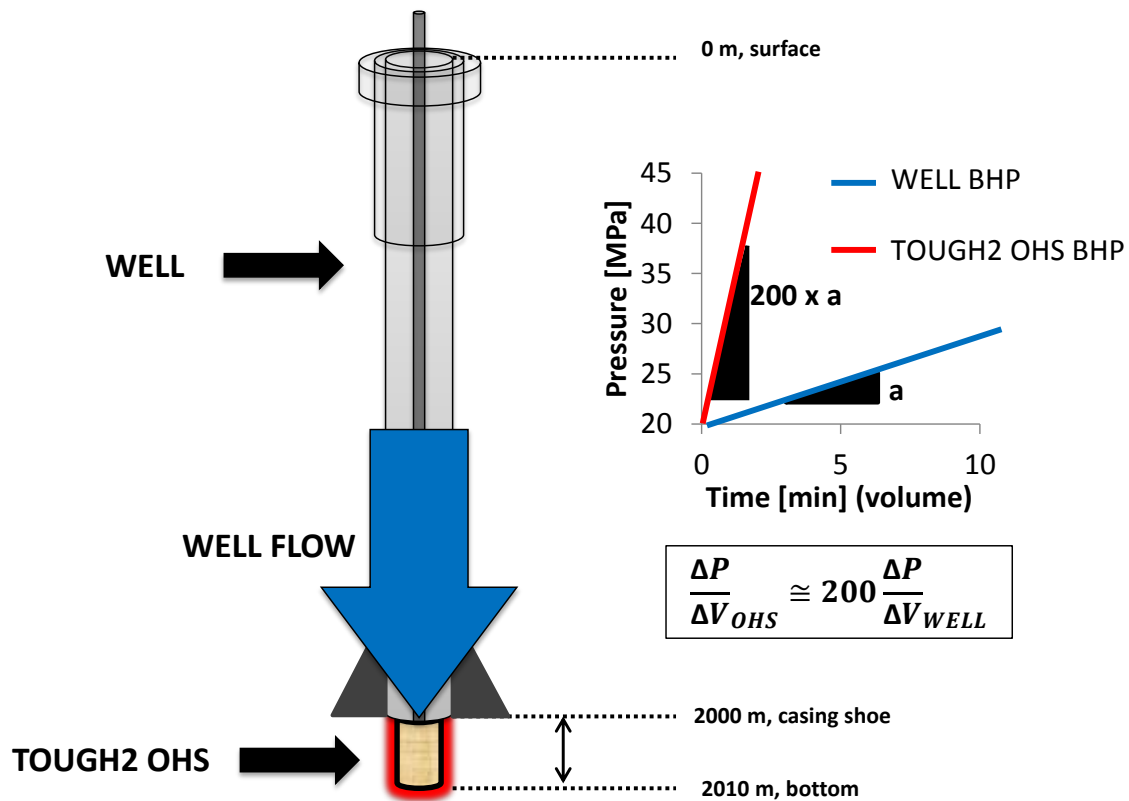 0 m, surface
45
40
35
30
25
20
Pressure [MPa]
WELL BHP
TOUGH2 OHS BHP
200 x a
a
0
5
10
Time [min] (volume)
WELL
WELL FLOW
ΔP/ΔV_OHS ≅ 200 ΔP/ΔV_WELL
2000 m, casing shoe
TOUGH2 OHS
2010 m, bottom